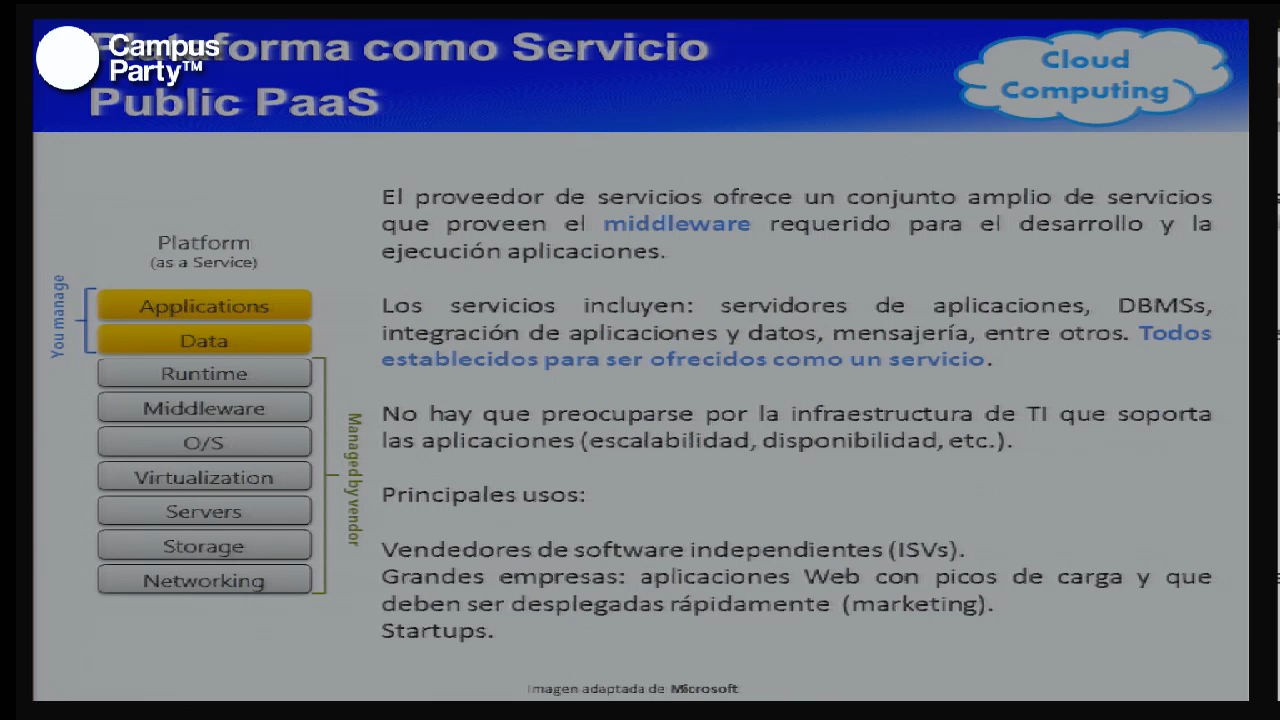 Plataforma como Servicio
Public PaaS
Campus
Party™
Cloud
Computing
El proveedor de servicios ofrece un conjunto amplio de servicios
que proveen el middleware requerido para el desarrollo y la
ejecución aplicaciones.
Los servicios incluyen: servidores de aplicaciones, DBMSs,
integración de aplicaciones y datos, mensajería, entre otros. Todos
establecidos para ser ofrecidos como un servicio.
No hay que preocuparse por la infraestructura de TI que soporta
las aplicaciones (escalabilidad, disponibilidad, etc.).
Principales usos:
Vendedores de software independientes (ISVs).
Grandes empresas: aplicaciones Web con picos de carga y que
deben ser desplegadas rápidamente (marketing).
Startups.
Platform
(as a Service)
You manage
Applications
Data
Runtime
Middleware
O/S
Virtualization
Servers
Storage
Networking
Managed by vendor
Imagen adaptada de Microsoft